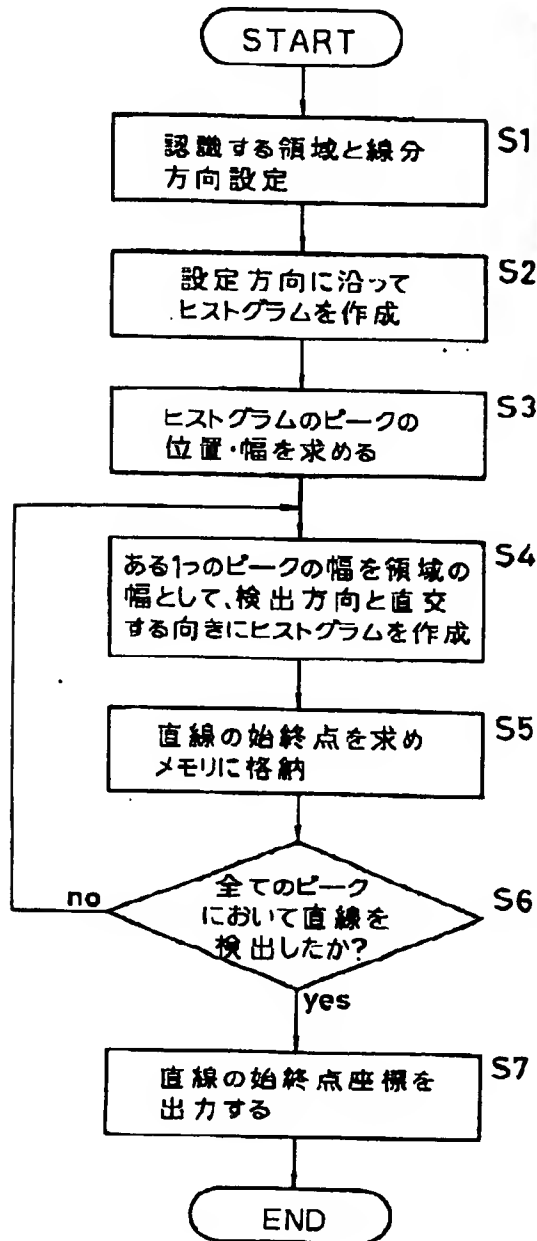 START
S1
認識する領域と線分
方向設定
S2
設定方向に沿って
ヒストグラムを作成
S3
ヒストグラムのピークの
位置・幅を求める
S4
ある1つのピークの幅を領域の
幅として、検出方向と直交
する向きにヒストグラムを作成
S5
直線の始終点を求め
メモリに格納
S6
全てのピーク
において直線を
検出したか?
no
yes
S7
直線の始終点座標を
出力する
END